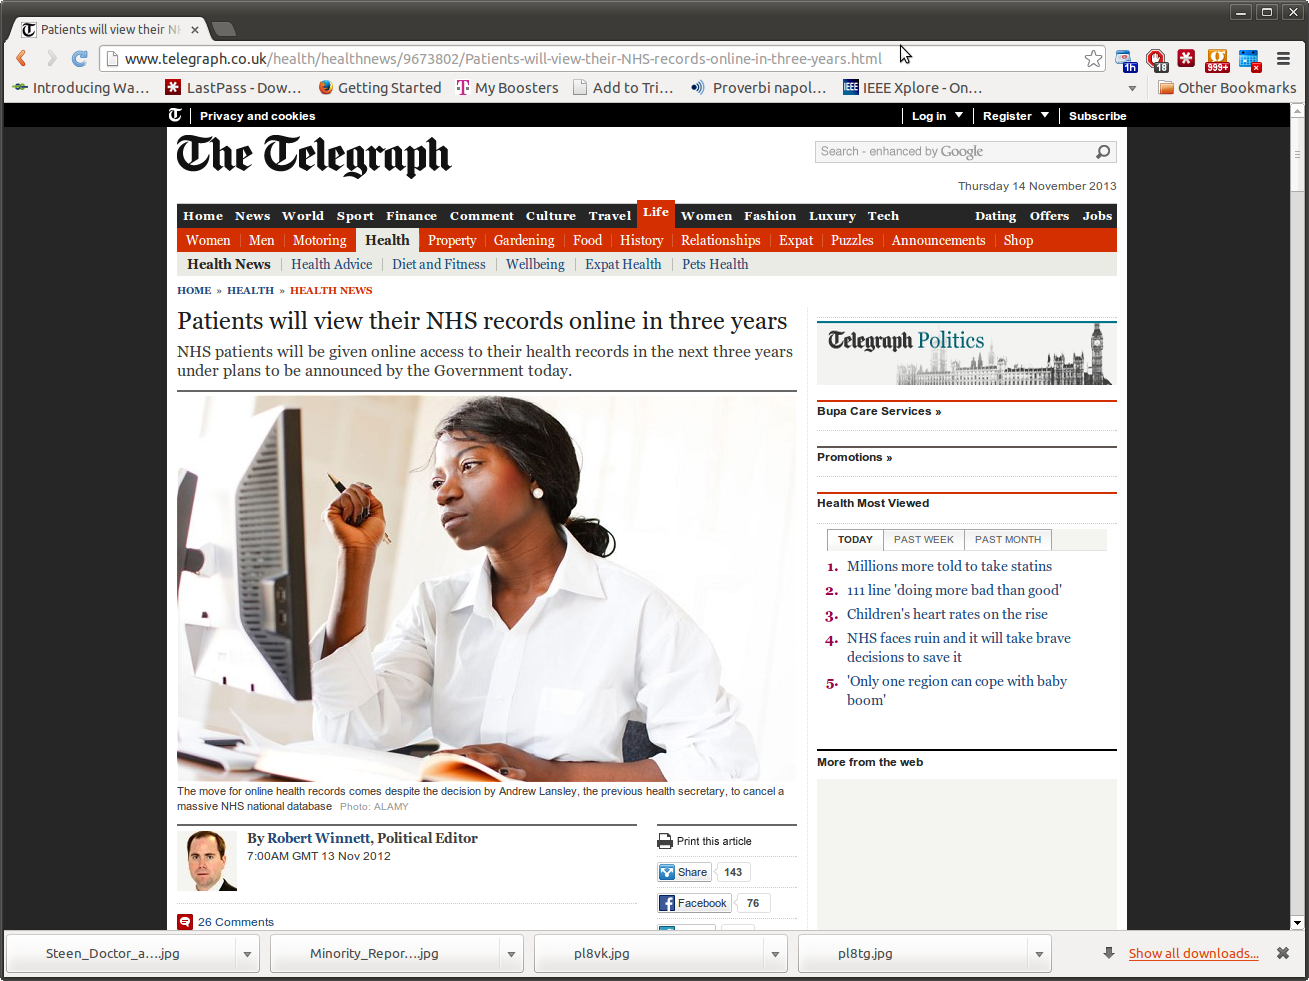 Patients will view their N
www.telegraph.co.uk/health/healthnews/9673802/Patients-will-view-their-NHS-records-online-in-three-years.html
1h
18
999+
Introducing Wa... LastPass - Dow... Getting Started My Boosters Add to Tri... Proverbi napol... IEEE IEEE Xplore - On... Other Bookmarks
T Privacy and cookies Log in Register Subscribe
The Telegraph
Search - enhanced by Google
Thursday 14 November 2013
Home News World Sport Finance Comment Culture Travel Life Women Fashion Luxury Tech Dating Offers Jobs
Women Men Motoring Health Property Gardening Food History Relationships Expat Puzzles Announcements Shop
Health News Health Advice Diet and Fitness Wellbeing Expat Health Pets Health
HOME » HEALTH » HEALTH NEWS
Patients will view their NHS records online in three years
NHS patients will be given online access to their health records in the next three years
under plans to be announced by the Government today.
The move for online health records comes despite the decision by Andrew Lansley, the previous health secretary, to cancel a
massive NHS national database Photo: ALAMY
By Robert Winnett, Political Editor
7:00AM GMT 13 Nov 2012
26 Comments
Print this article
Share 143
Facebook 76
Telegraph Politics
Bupa Care Services »
Promotions »
Health Most Viewed
TODAY PAST WEEK PAST MONTH
1. Millions more told to take statins
2. 111 line 'doing more bad than good'
3. Children's heart rates on the rise
4. NHS faces ruin and it will take brave
decisions to save it
5. 'Only one region can cope with baby
boom'
More from the web
Steen_Doctor_a....jpg Minority_Repor....jpg pl8vk.jpg pl8tg.jpg Show all downloads...